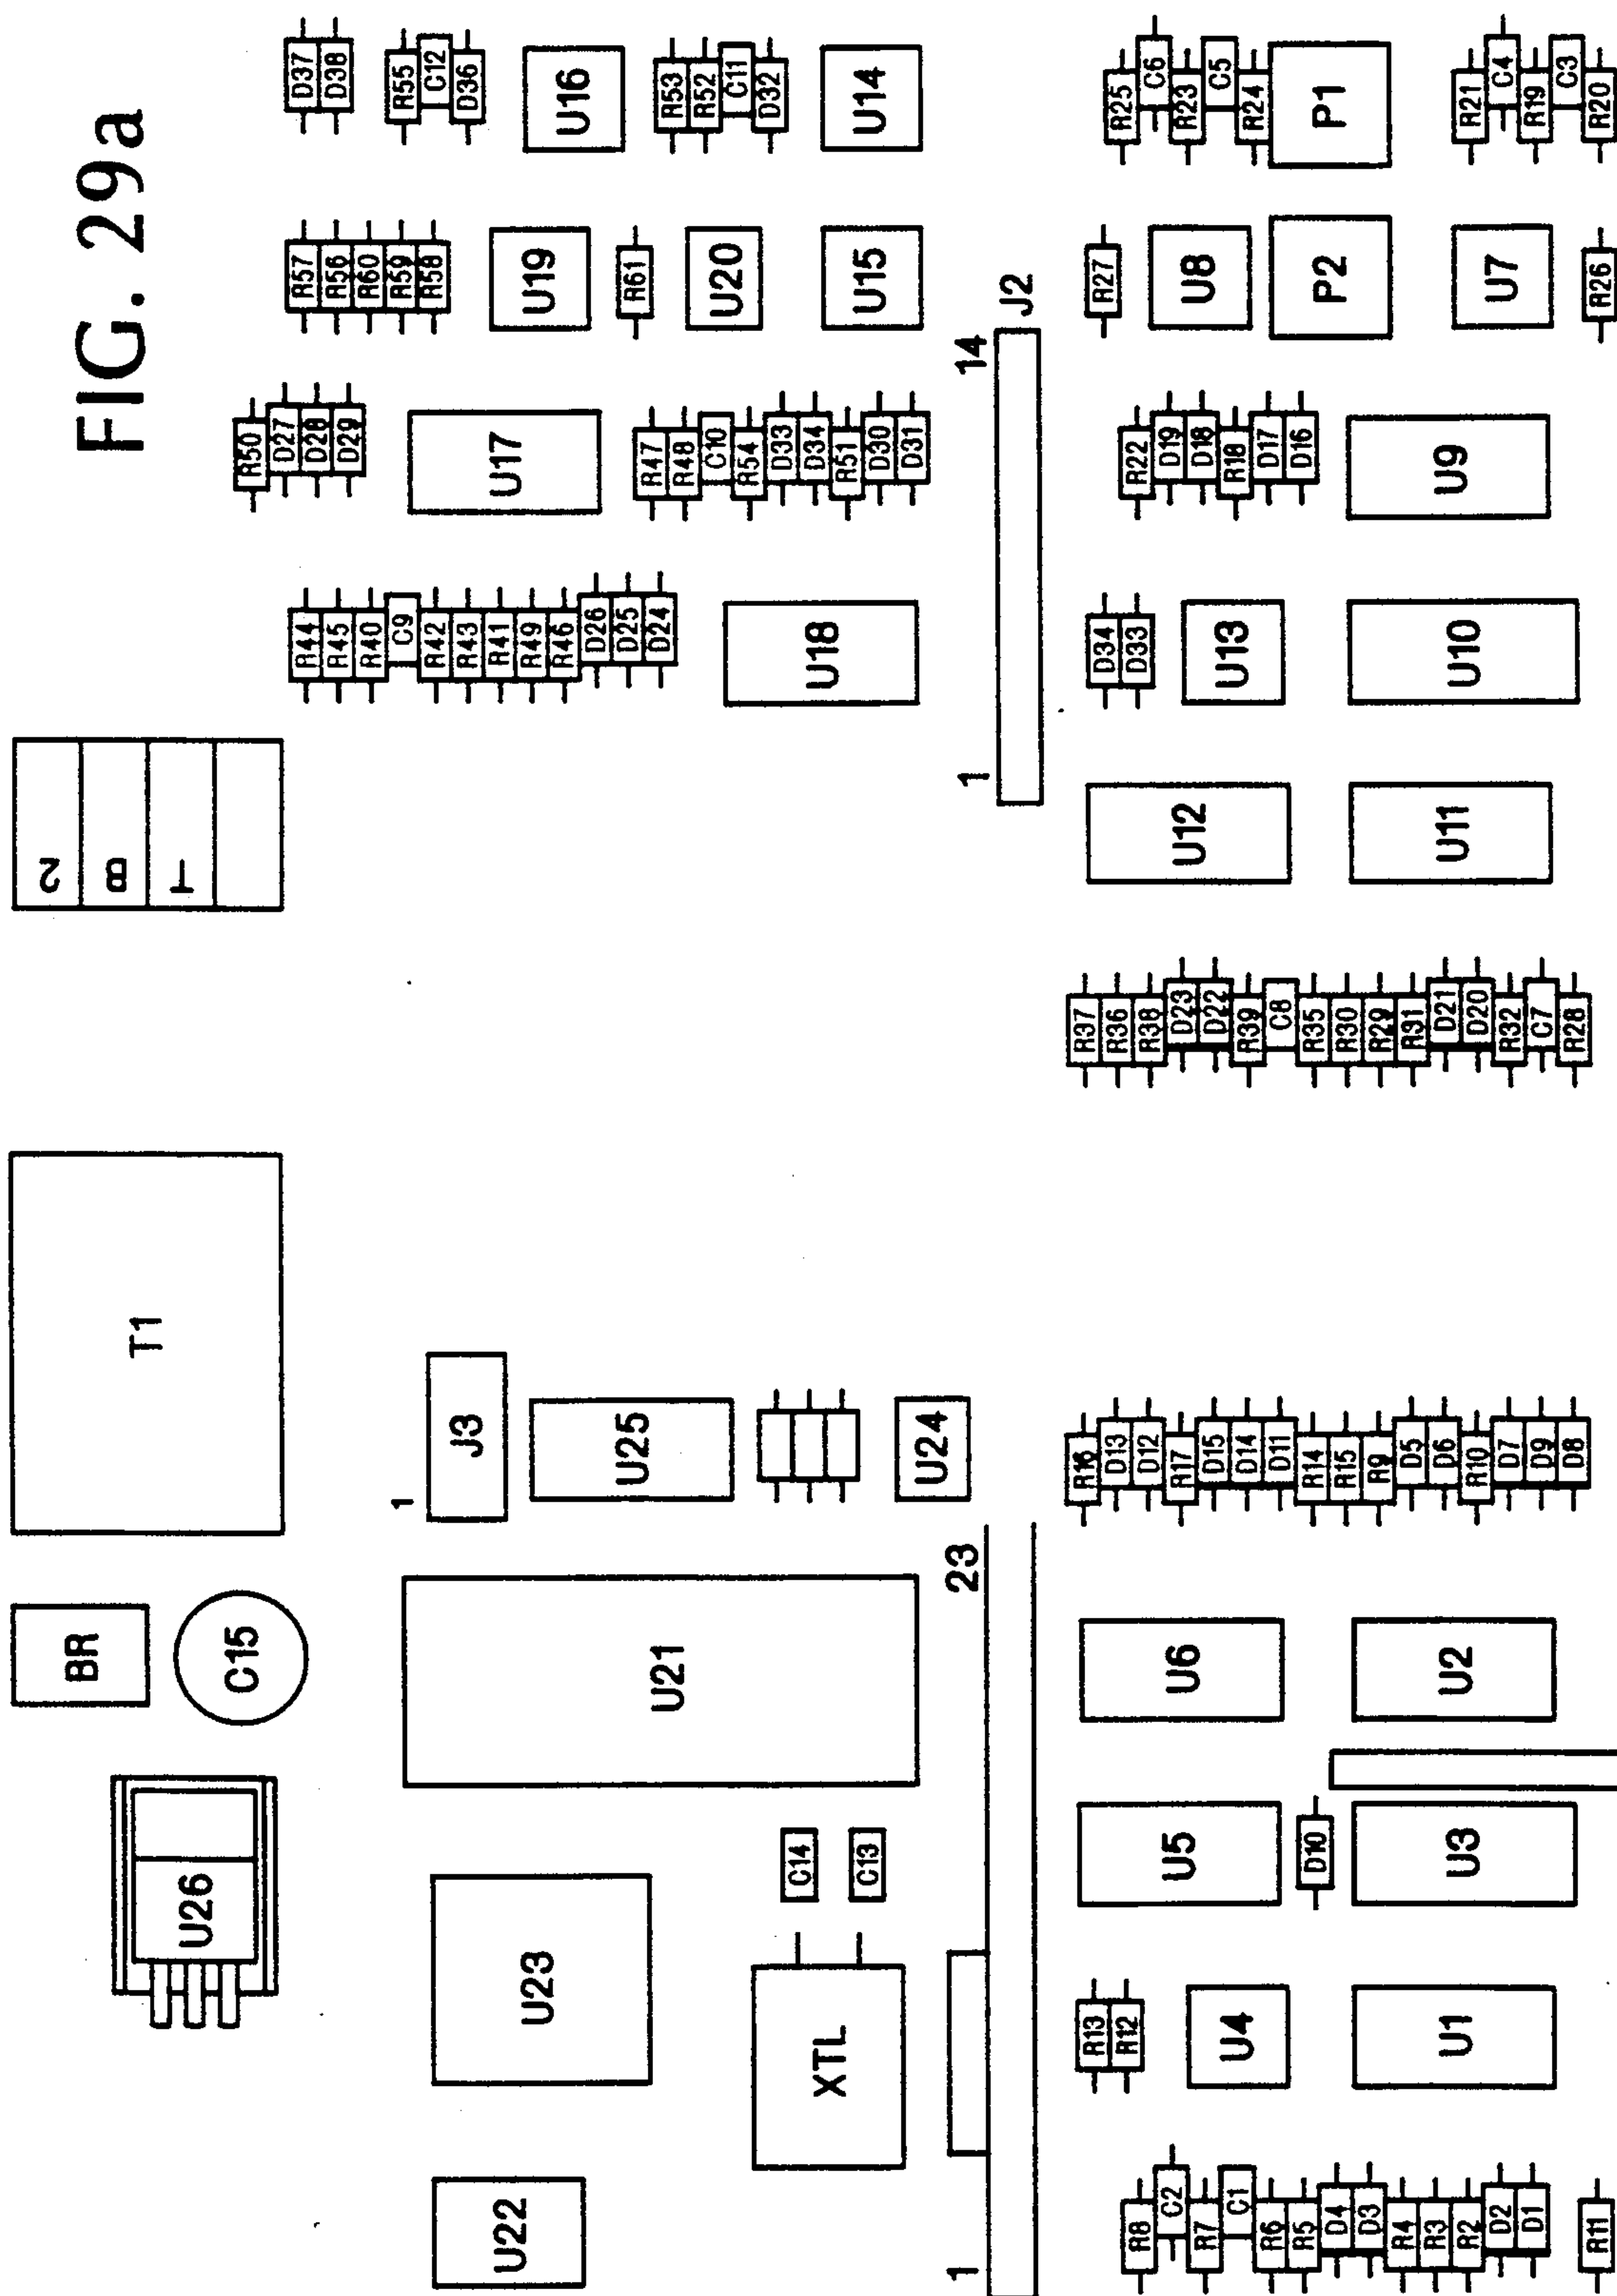 FIG. 29a
U22
U26
BR
C15
T1
2
B
T
U23
XTL
C14
C13
U21
1
J3
U25
U24
R44
R45
R40
C9
R42
R43
R41
R49
R46
D26
D25
D24
U18
R50
D27
D28
D29
U17
R47
R48
C10
R54
D33
D34
R51
D30
D31
R57
R56
R60
R59
R58
U19
R61
U20
U15
D37
D38
R55
C12
D36
U16
R53
R52
C11
D32
U14
1
23
1
14
J2
R8
C2
R7
C1
R6
R5
D4
D3
R4
R3
R2
D2
D1
R11
R13
R12
U4
U1
U5
D10
U3
U6
U2
R16
D13
D12
R17
D15
D14
D11
R14
R15
R9
D5
D6
R10
D7
D9
D8
R37
R36
R38
D23
D22
R39
C8
R35
R30
R29
R31
D21
D20
R32
C7
R28
U12
U11
D34
D33
U13
U10
R22
D19
D18
R18
D17
D16
U9
R27
U8
P2
U7
R26
R25
C6
R23
C5
R24
P1
R21
C4
R19
C3
R20